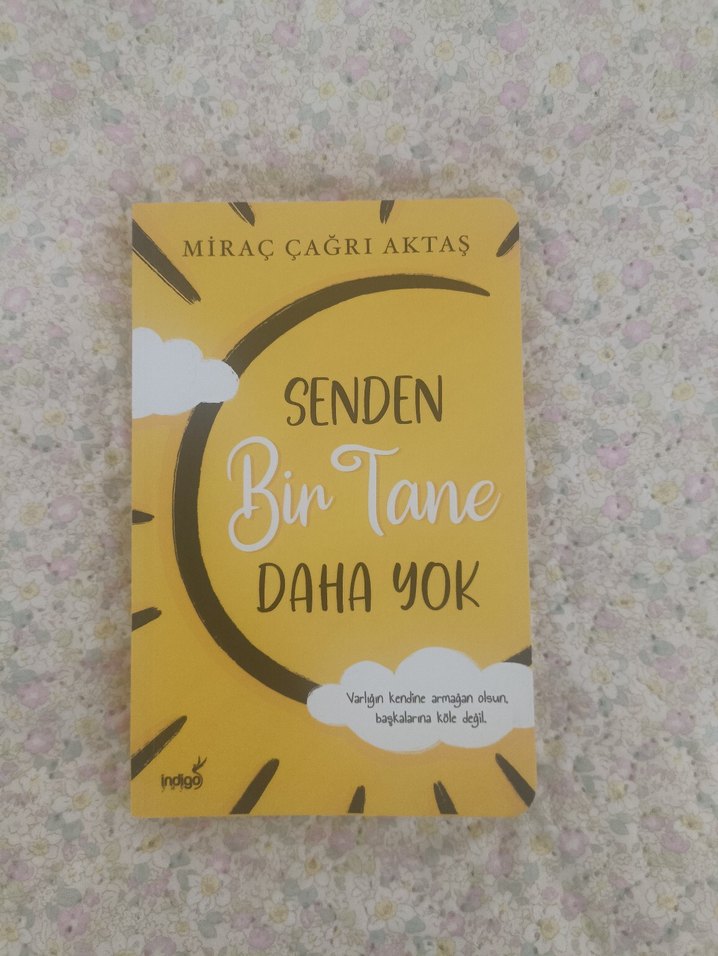 MİRAÇ ÇAĞRI AKTAŞ
SENDEN
Bir Tane
DAHA YOK
Varlığın kendine armağan olsun,
başkalarına köle değil.
indigo